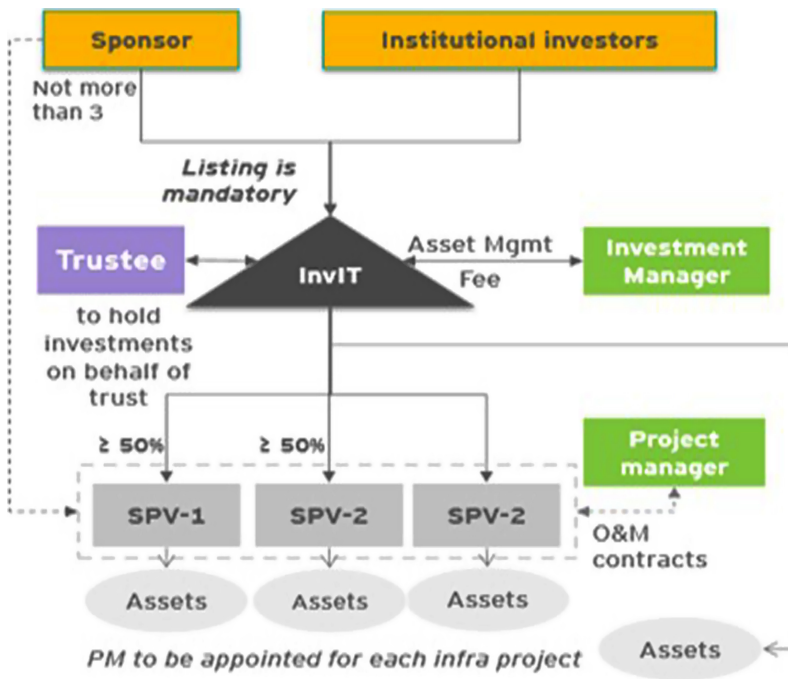 Sponsor
Institutional investors
Not more
than 3
Listing is
mandatory
Trustee
InvIT
Asset Mgmt
Fee
Investment
Manager
to hold
investments
on behalf of
trust
≥ 50%
≥ 50%
Project
manager
SPV-1
SPV-2
SPV-2
O&M
contracts
Assets
Assets
Assets
PM to be appointed for each infra project
Assets